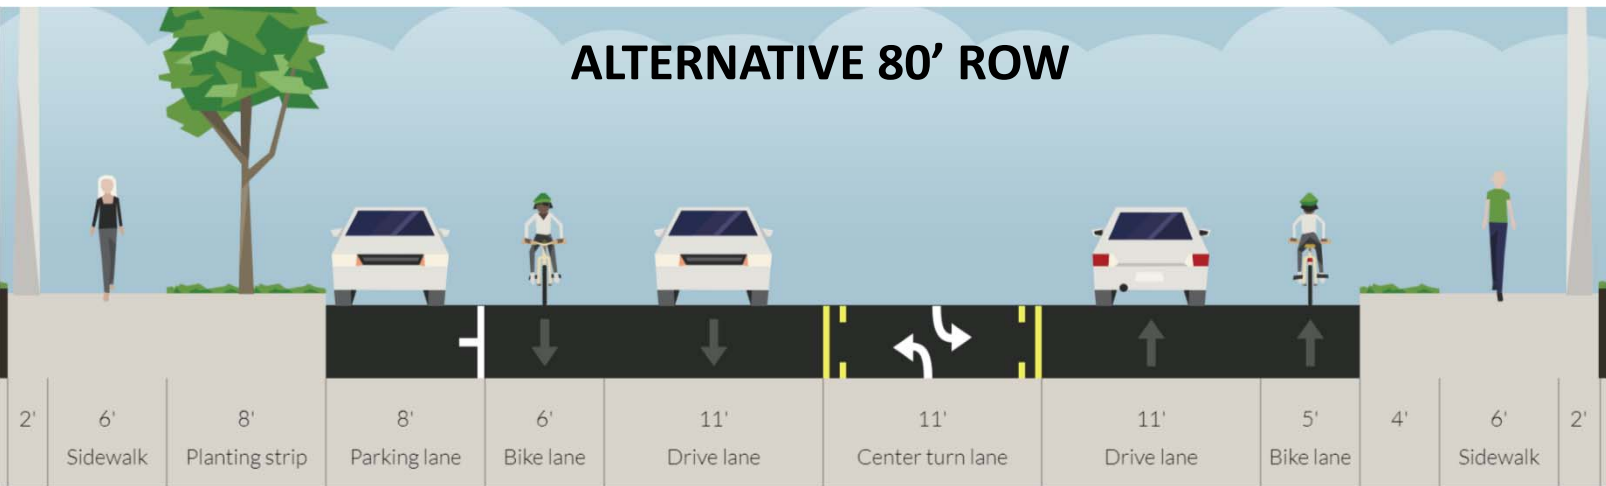 ALTERNATIVE 80’ ROW
2' 6' 8' 8' 6' 11' 11' 11' 5' 4' 6' 2'
Sidewalk Planting strip Parking lane Bike lane Drive lane Center turn lane Drive lane Bike lane Sidewalk